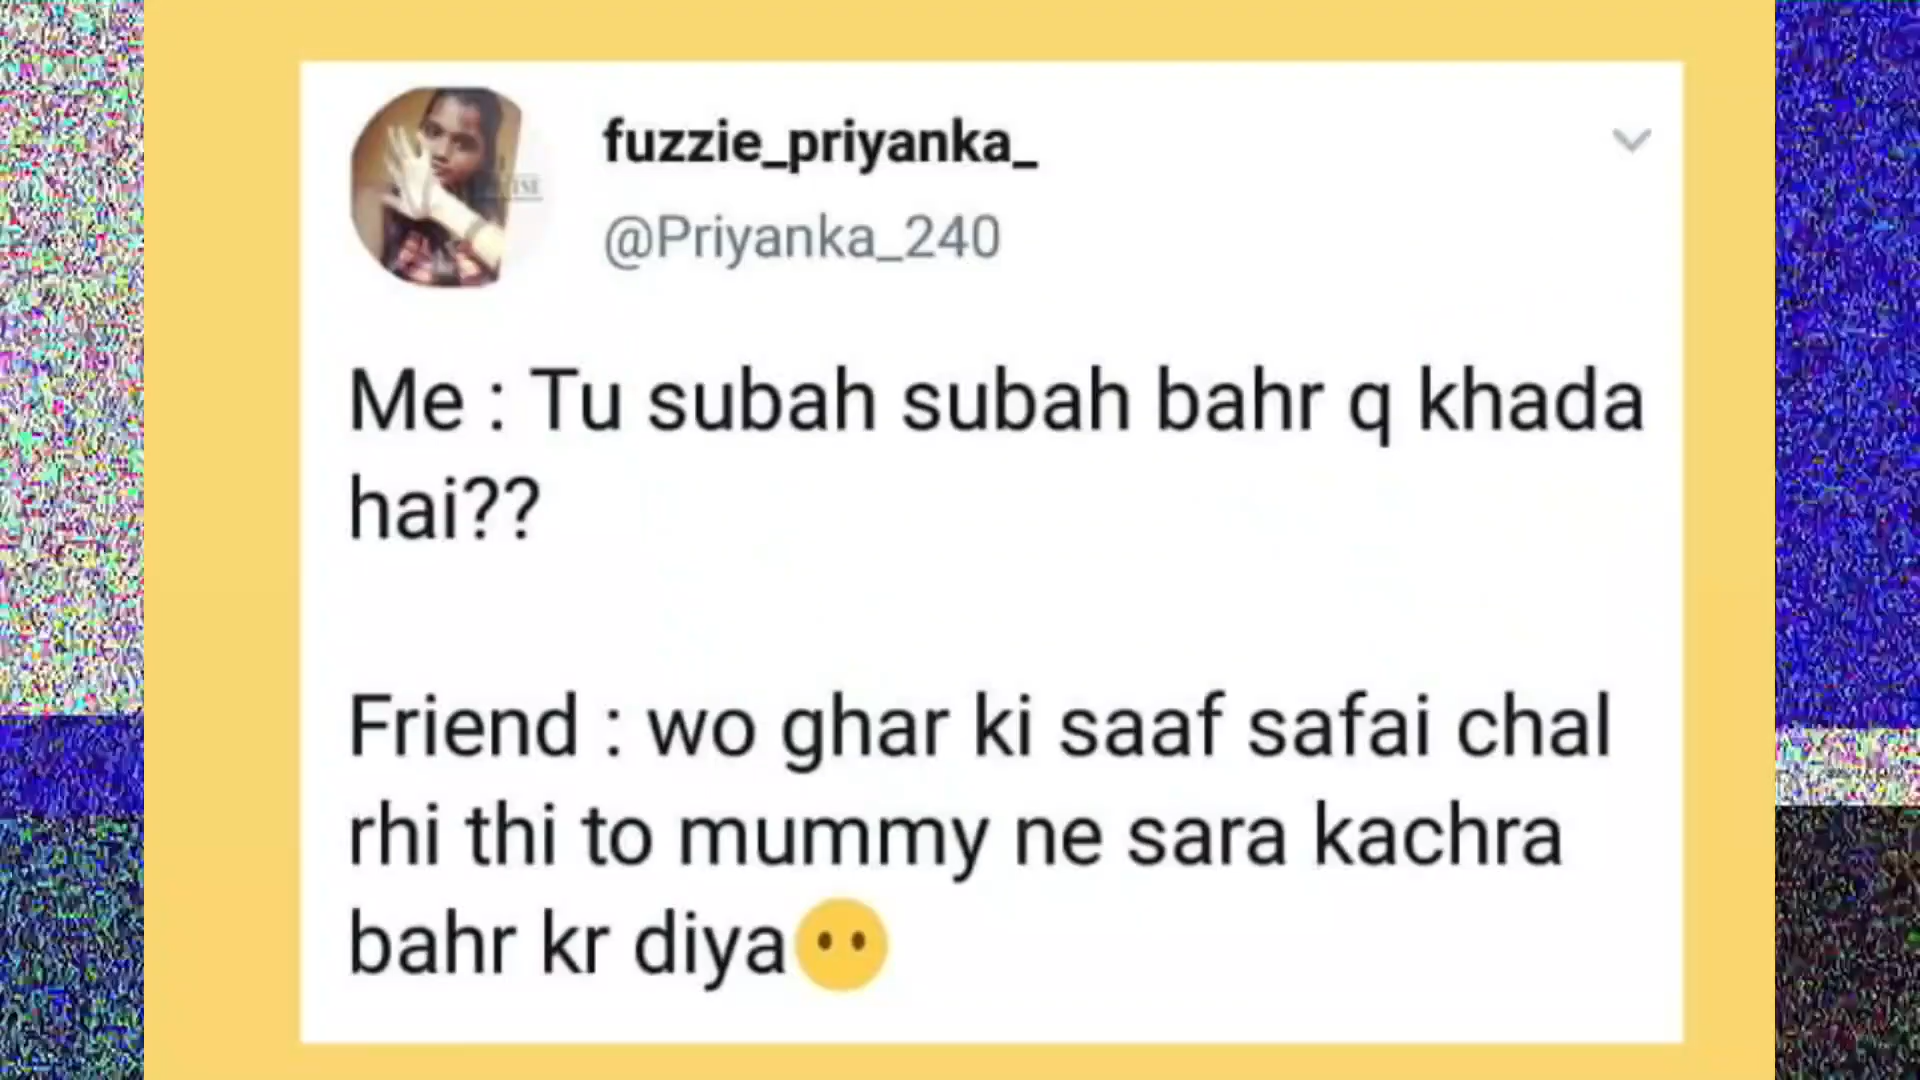 fuzzie_priyanka_
@Priyanka_240
Me : Tu subah subah bahr q khada
hai??
Friend : wo ghar ki saaf safai chal
rhi thi to mummy ne sara kachra
bahr kr diya😶